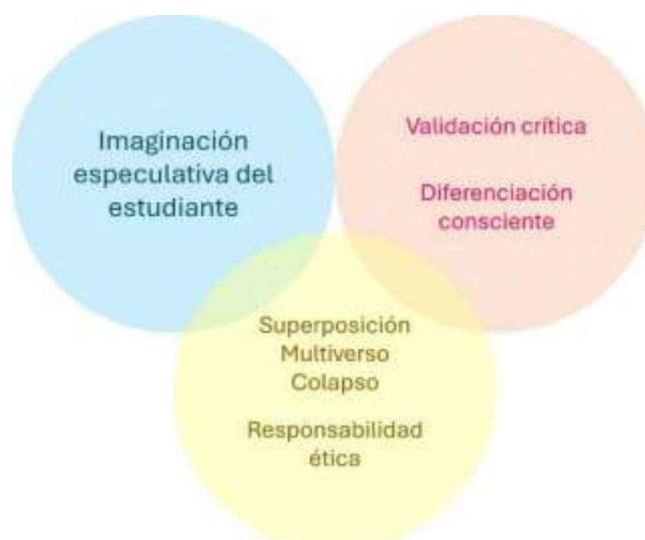 Imaginación
especulativa del
estudiante
Validación crítica
Diferenciación
consciente
Superposición
Multiverso
Colapso
Responsabilidad
ética